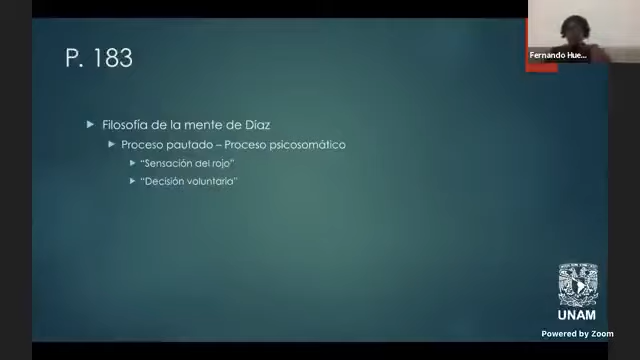 P. 183
Fernando Hue...
Filosofía de la mente de Díaz
Proceso pautado – Proceso psicosomático
"Sensación del rojo"
"Decisión voluntaria"
UNAM
Powered by Zoom